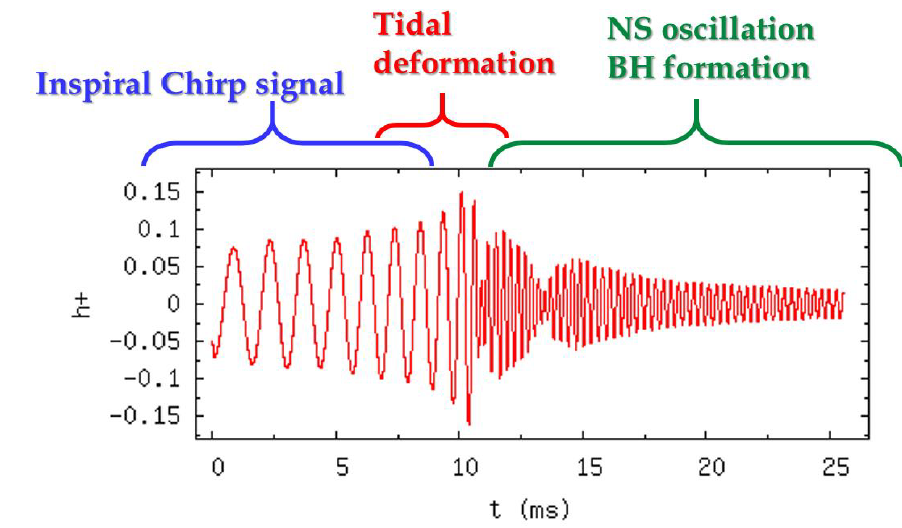 Tidal
deformation
NS oscillation
BH formation
Inspiral Chirp signal
0.15
0.1
0.05
0
−0.05
−0.1
−0.15
h+
0 5 10 15 20 25
t (ms)